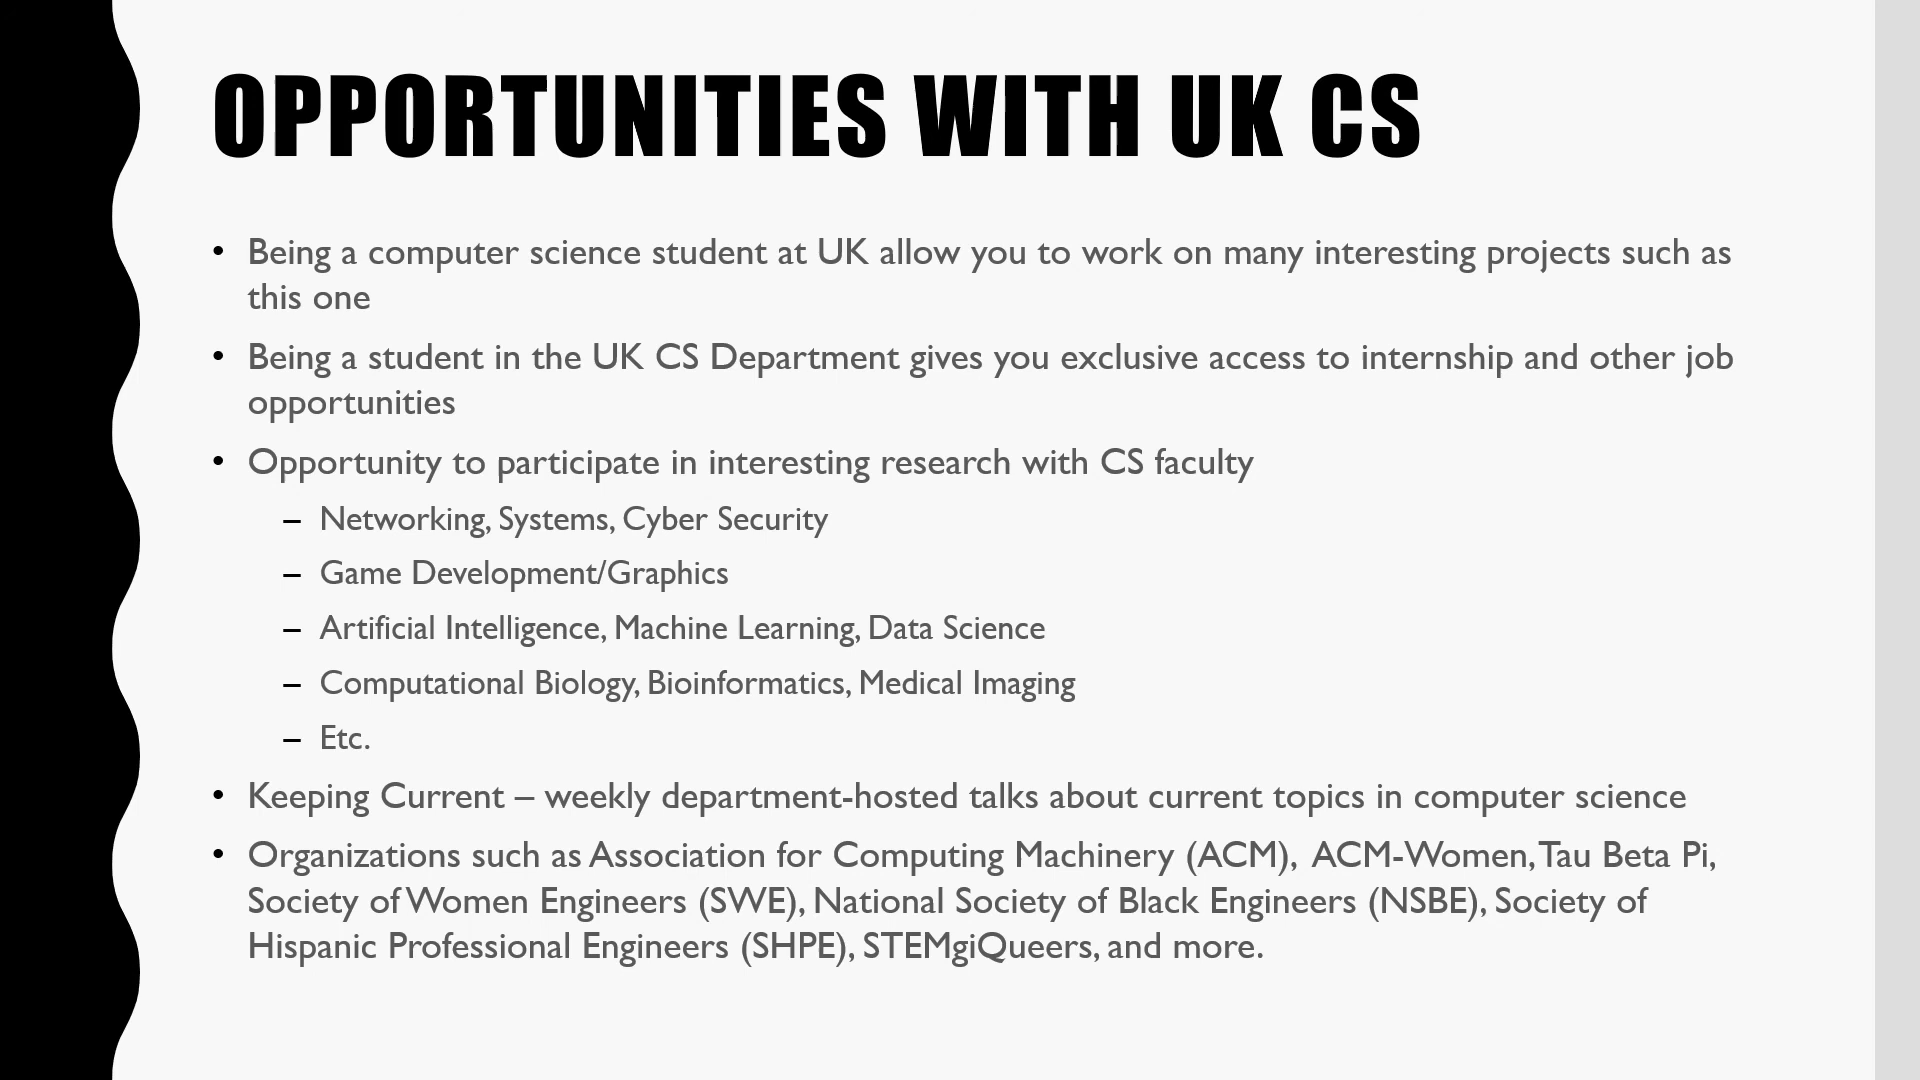 OPPORTUNITIES WITH UK CS
• Being a computer science student at UK allow you to work on many interesting projects such as
this one
• Being a student in the UK CS Department gives you exclusive access to internship and other job
opportunities
• Opportunity to participate in interesting research with CS faculty
– Networking, Systems, Cyber Security
– Game Development/Graphics
– Artificial Intelligence, Machine Learning, Data Science
– Computational Biology, Bioinformatics, Medical Imaging
– Etc.
• Keeping Current – weekly department-hosted talks about current topics in computer science
• Organizations such as Association for Computing Machinery (ACM), ACM-Women, Tau Beta Pi,
Society of Women Engineers (SWE), National Society of Black Engineers (NSBE), Society of
Hispanic Professional Engineers (SHPE), STEMgiQueers, and more.